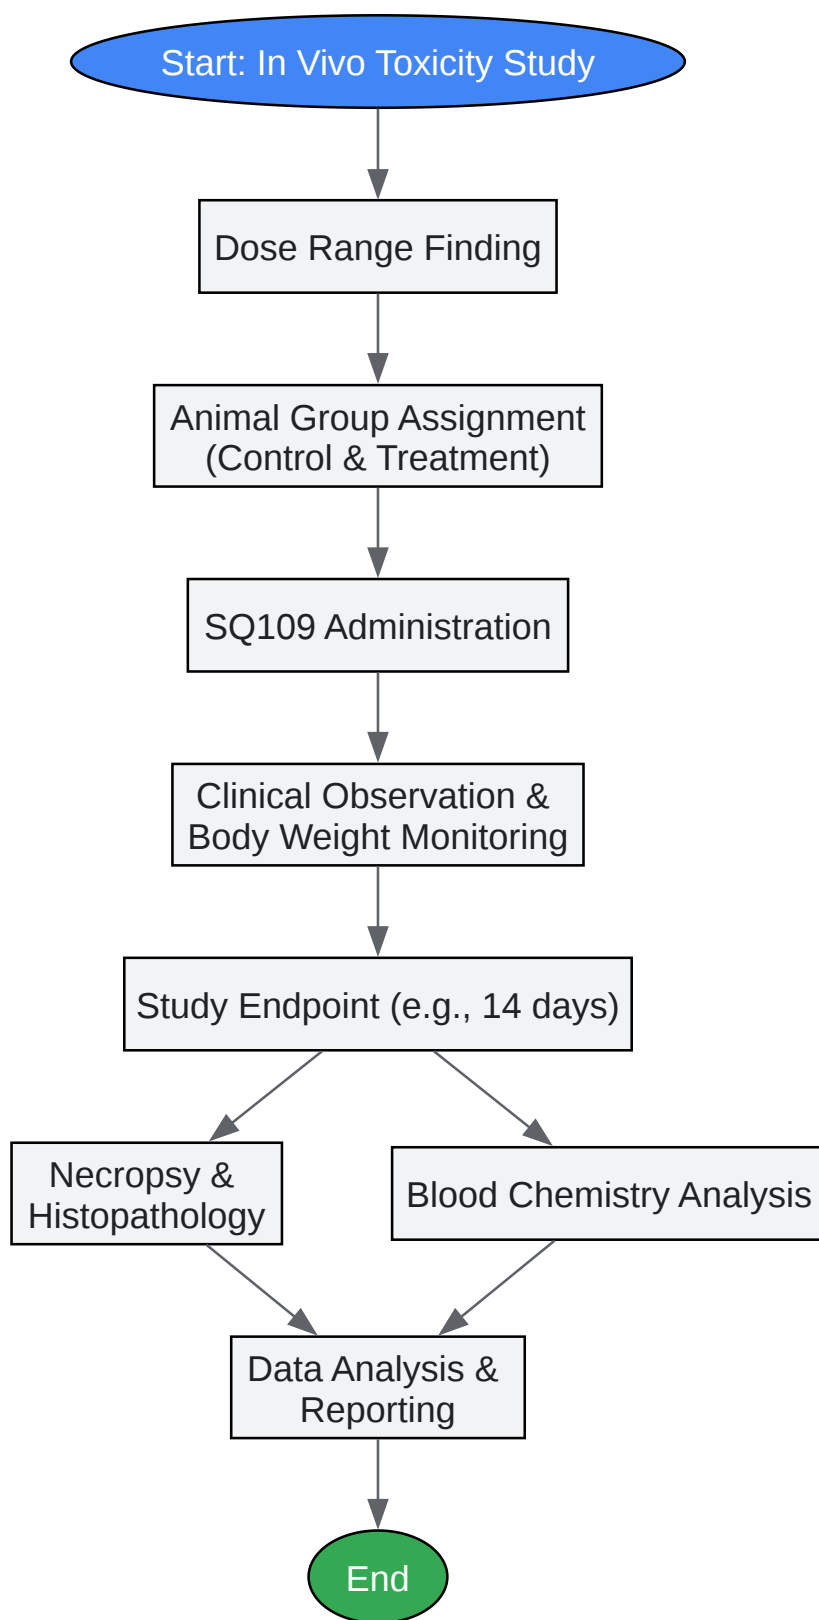 Start: In Vivo Toxicity Study
Dose Range Finding
Animal Group Assignment
(Control & Treatment)
SQ109 Administration
Clinical Observation &
Body Weight Monitoring
Study Endpoint (e.g., 14 days)
Necropsy &
Histopathology
Blood Chemistry Analysis
Data Analysis &
Reporting
End